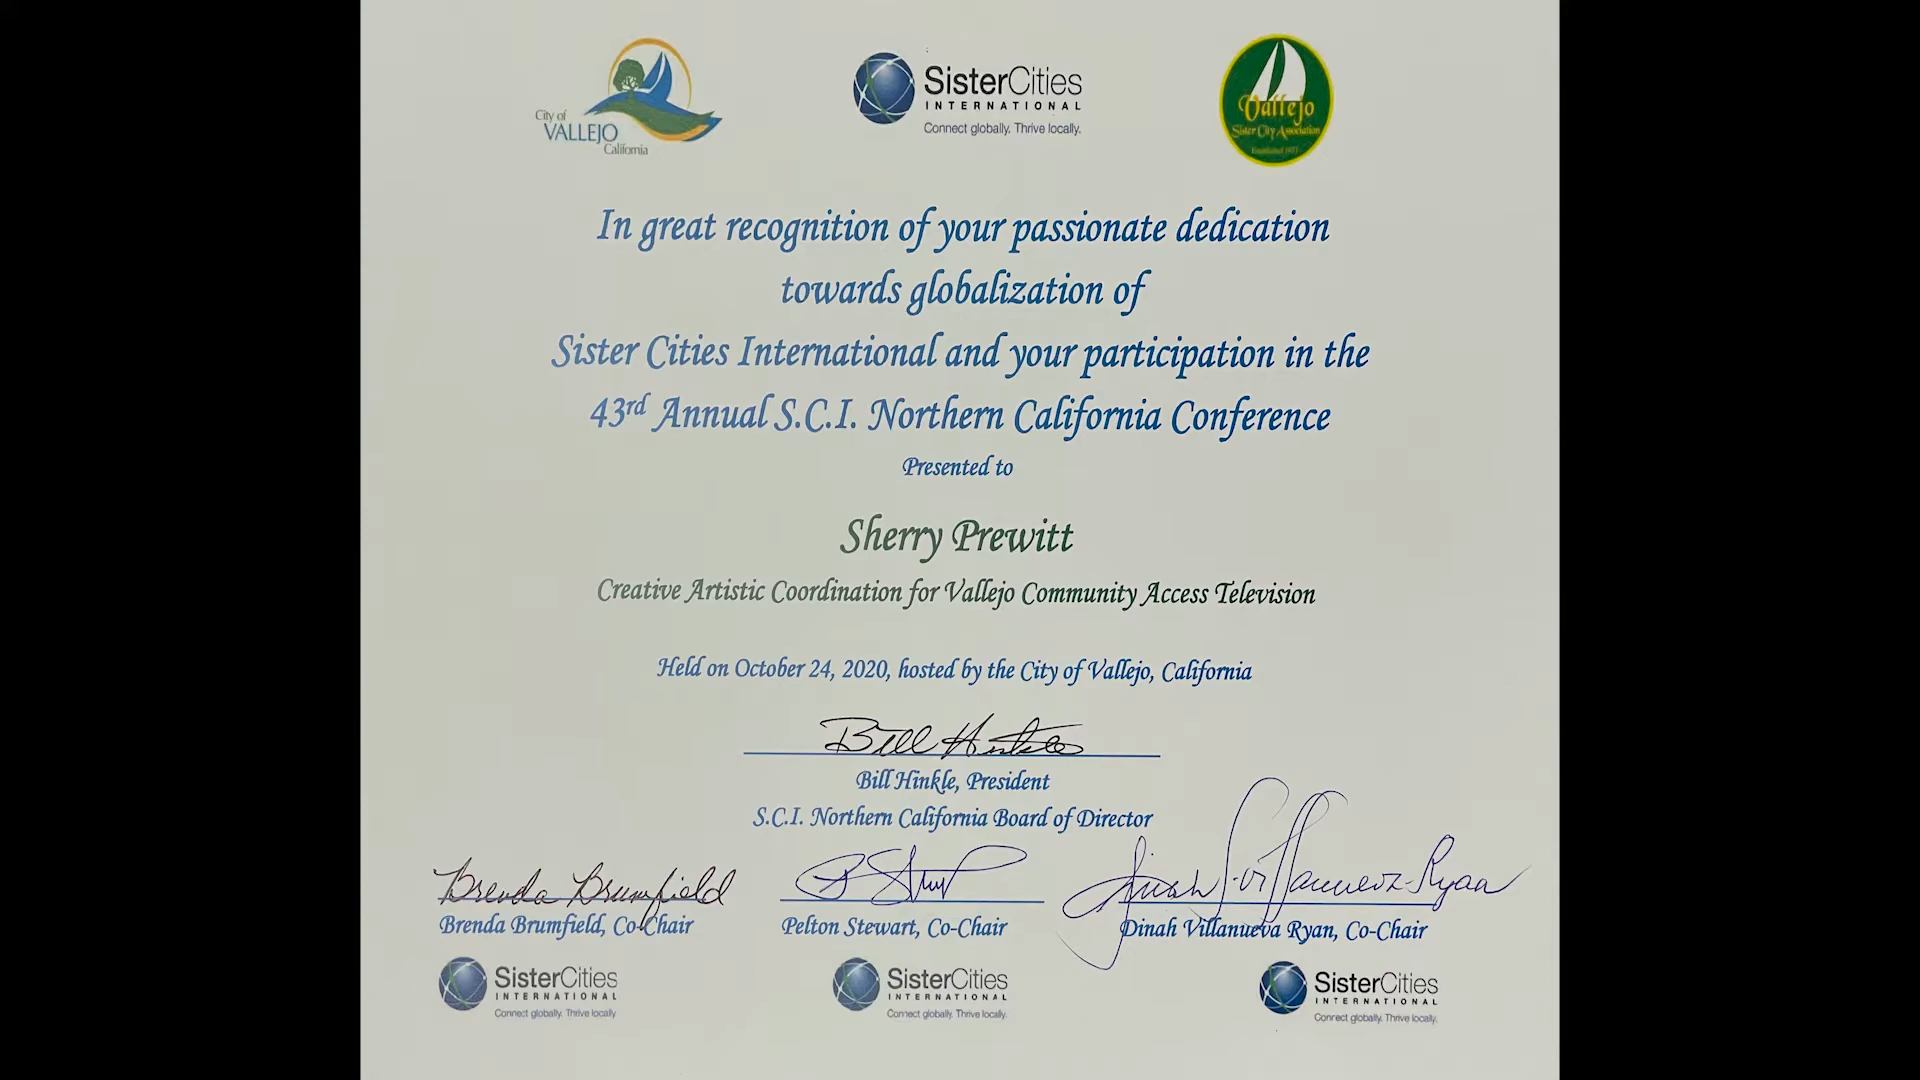 City of
VALLEJO
California
SisterCities
INTERNATIONAL
Connect globally. Thrive locally.
Vallejo
Sister City Association
In great recognition of your passionate dedication
towards globalization of
Sister Cities International and your participation in the
43rd Annual S.C.I. Northern California Conference
Presented to
Sherry Prewitt
Creative Artistic Coordination for Vallejo Community Access Television
Held on October 24, 2020, hosted by the City of Vallejo, California
Bill Hinkle
Bill Hinkle, President
S.C.I. Northern California Board of Director
Brenda Brumfield
Brenda Brumfield, Co-Chair
Pelton Stewart, Co-Chair
Dinah Villanueva Ryan, Co-Chair
SisterCities
INTERNATIONAL
Connect globally. Thrive locally
SisterCities
INTERNATIONAL
Connect globally. Thrive locally.
SisterCities
INTERNATIONAL
Connect globally. Thrive locally.